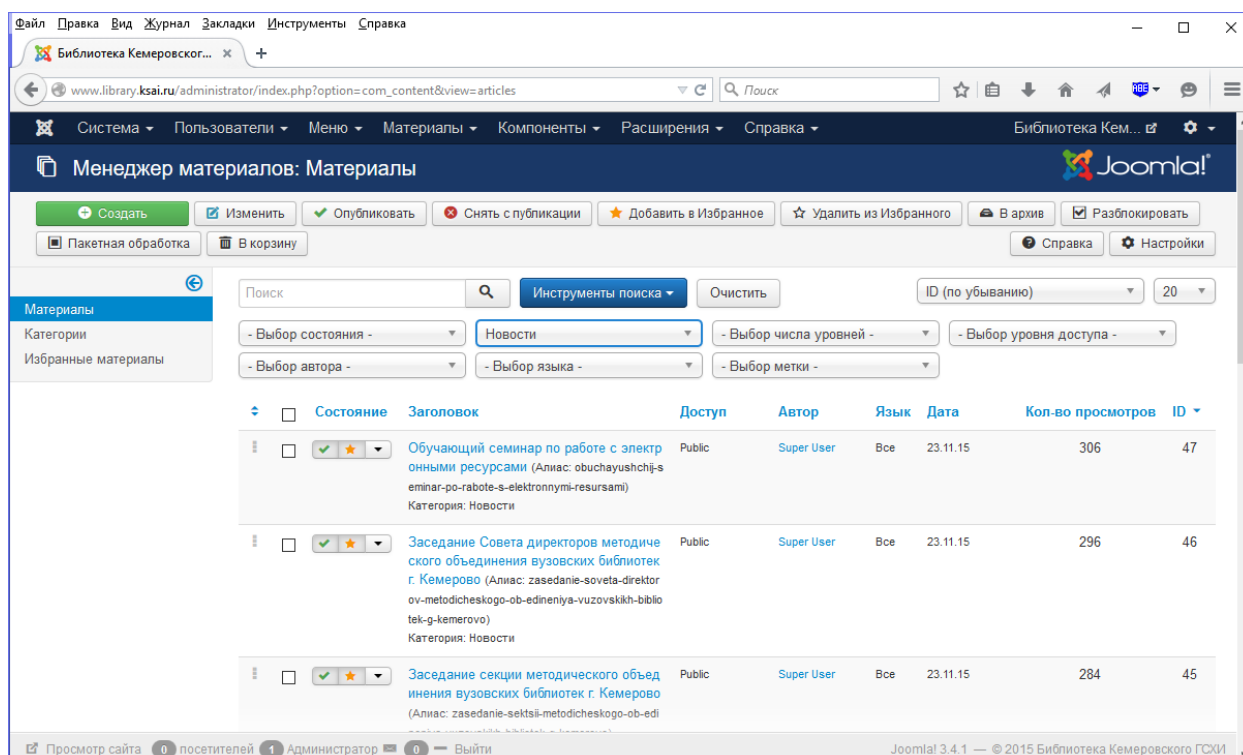 Файл Правка Вид Журнал Закладки Инструменты Справка
Библиотека Кемеровског... × +
www.library.ksai.ru/administrator/index.php?option=com_content&view=articles Поиск ABE
Система Пользователи Меню Материалы Компоненты Расширения Справка Библиотека Кем...
Менеджер материалов: Материалы Joomla!
Создать Изменить Опубликовать Снять с публикации Добавить в Избранное Удалить из Избранного В архив Разблокировать
Пакетная обработка В корзину Справка Настройки
Поиск Инструменты поиска Очистить ID (по убыванию) 20
Материалы
Категории
Избранные материалы
- Выбор состояния - Новости - Выбор числа уровней - - Выбор уровня доступа -
- Выбор автора - - Выбор языка - - Выбор метки -
Состояние Заголовок Доступ Автор Язык Дата Кол-во просмотров ID
Обучающий семинар по работе с электр Public Super User Все 23.11.15 306 47
онными ресурсами (Алиас: obuchayushchij-s
eminar-po-rabote-s-elektronnymi-resursami)
Категория: Новости
Заседание Совета директоров методиче Public Super User Все 23.11.15 296 46
ского объединения вузовских библиотек
г. Кемерово (Алиас: zasedanie-soveta-direktor
ov-metodicheskogo-ob-edineniya-vuzovskikh-biblio
tek-g-kemerovo)
Категория: Новости
Заседание секции методического объед Public Super User Все 23.11.15 284 45
инения вузовских библиотек г. Кемерово
(Алиас: zasedanie-sektsii-metodicheskogo-ob-edi
Просмотр сайта 0 посетителей 1 Администратор 0 Выйти Joomla! 3.4.1 — © 2015 Библиотека Кемеровского ГСХИ